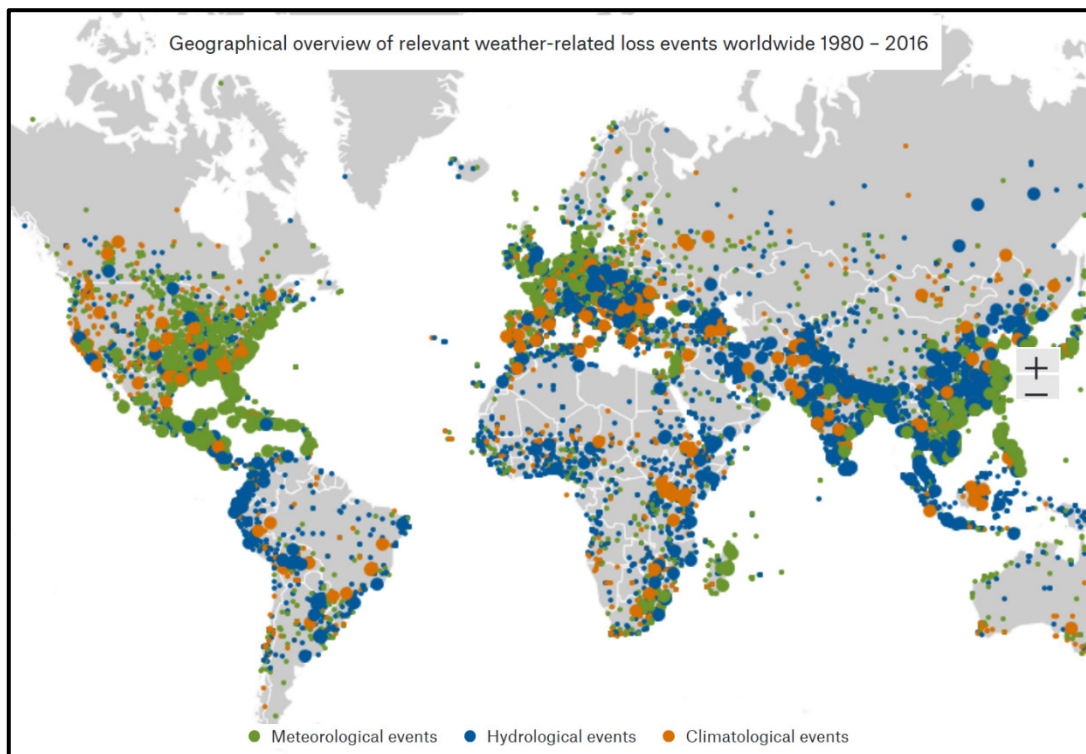 Geographical overview of relevant weather-related loss events worldwide 1980 – 2016
+
−
Meteorological events Hydrological events Climatological events